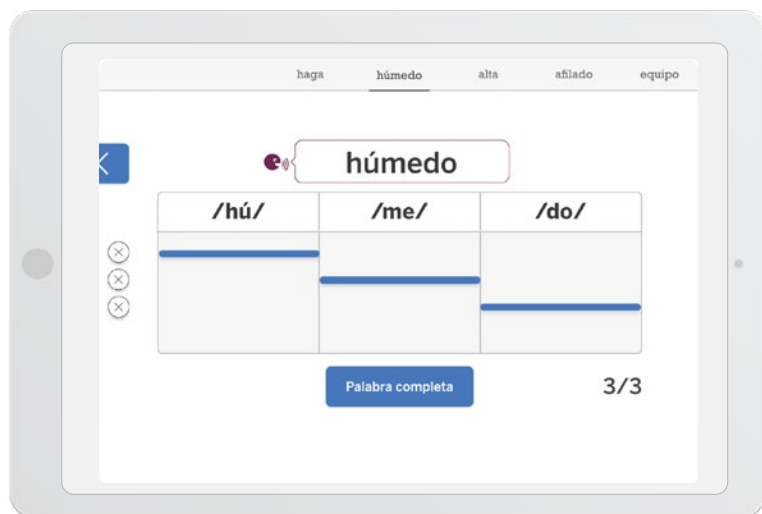 haga húmedo alta afilado equipo
húmedo
/hú/ /me/ /do/
Palabra completa 3/3